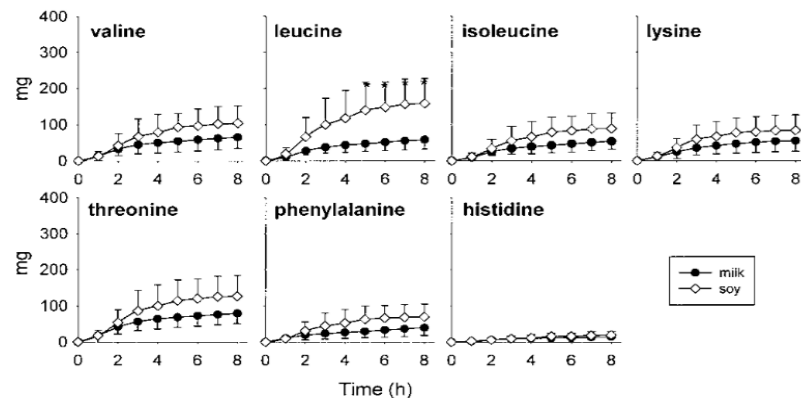 400
300
200
100
0
mg
valine
0 2 4 6 8
leucine
* * * *
0 2 4 6 8
isoleucine
0 2 4 6 8
lysine
0 2 4 6 8
400
300
200
100
0
mg
threonine
0 2 4 6 8
phenylalanine
0 2 4 6 8
histidine
0 2 4 6 8
milk
soy
Time (h)